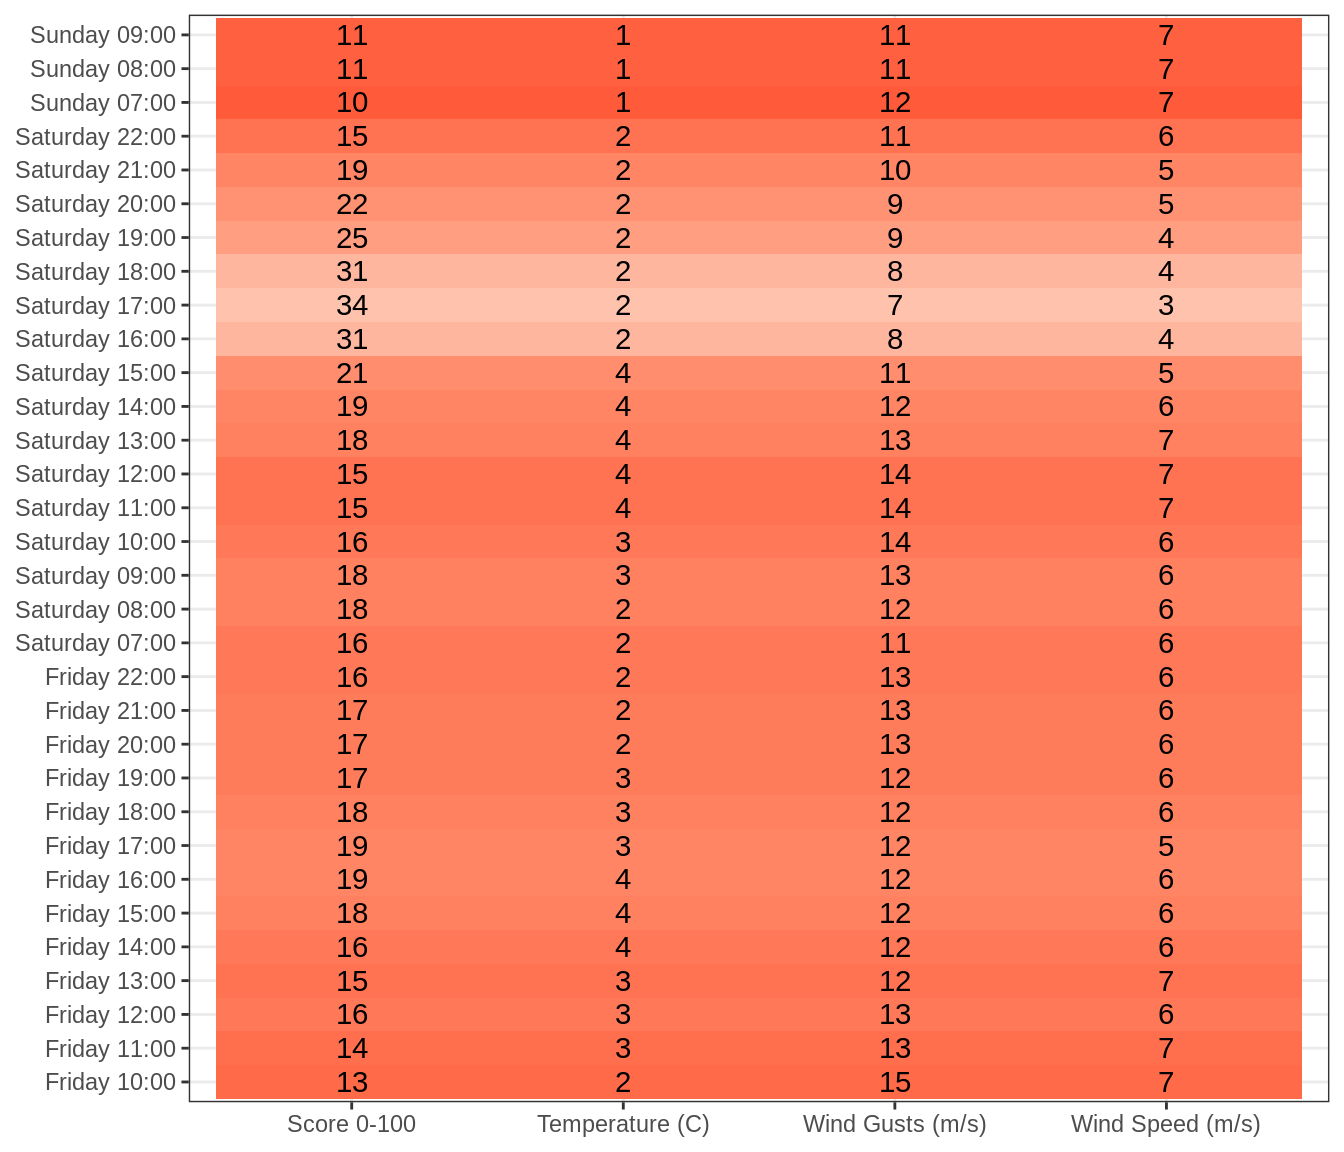 Sunday 09:00 11 1 11 7
Sunday 08:00 11 1 11 7
Sunday 07:00 10 1 12 7
Saturday 22:00 15 2 11 6
Saturday 21:00 19 2 10 5
Saturday 20:00 22 2 9 5
Saturday 19:00 25 2 9 4
Saturday 18:00 31 2 8 4
Saturday 17:00 34 2 7 3
Saturday 16:00 31 2 8 4
Saturday 15:00 21 4 11 5
Saturday 14:00 19 4 12 6
Saturday 13:00 18 4 13 7
Saturday 12:00 15 4 14 7
Saturday 11:00 15 4 14 7
Saturday 10:00 16 3 14 6
Saturday 09:00 18 3 13 6
Saturday 08:00 18 2 12 6
Saturday 07:00 16 2 11 6
Friday 22:00 16 2 13 6
Friday 21:00 17 2 13 6
Friday 20:00 17 2 13 6
Friday 19:00 17 3 12 6
Friday 18:00 18 3 12 6
Friday 17:00 19 3 12 5
Friday 16:00 19 4 12 6
Friday 15:00 18 4 12 6
Friday 14:00 16 4 12 6
Friday 13:00 15 3 12 7
Friday 12:00 16 3 13 6
Friday 11:00 14 3 13 7
Friday 10:00 13 2 15 7
Score 0-100 Temperature (C) Wind Gusts (m/s) Wind Speed (m/s)